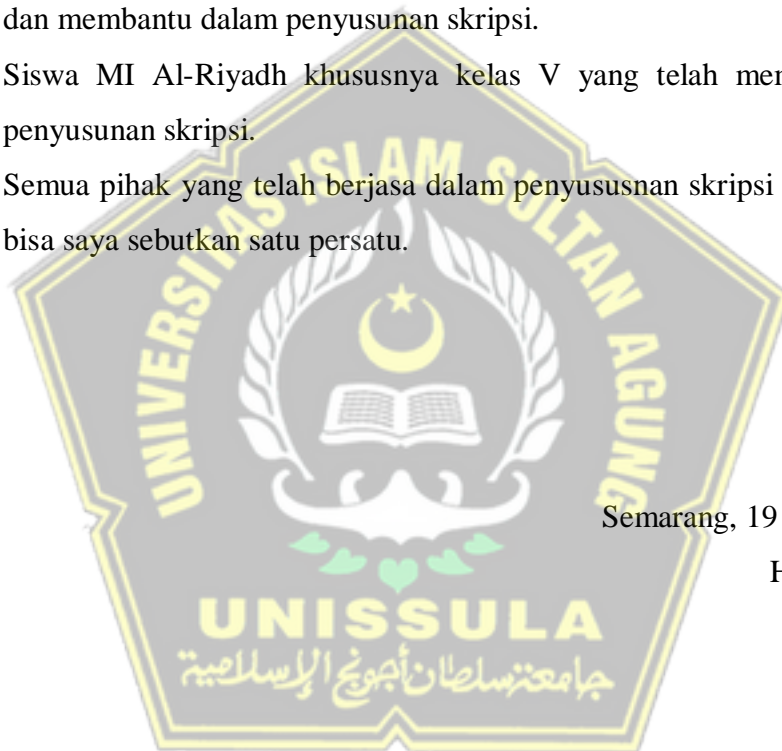 dan membantu dalam penyusunan skripsi.
Siswa MI Al-Riyadh khususnya kelas V yang telah mem
penyusunan skripsi.
Semua pihak yang telah berjasa dalam penyususnan skripsi
bisa saya sebutkan satu persatu.
UNIVERSITAS ISLAM SULTAN AGUNG
Semarang, 19
H
UNISSULA
جامعتنسلطان أجونج الإسلامية